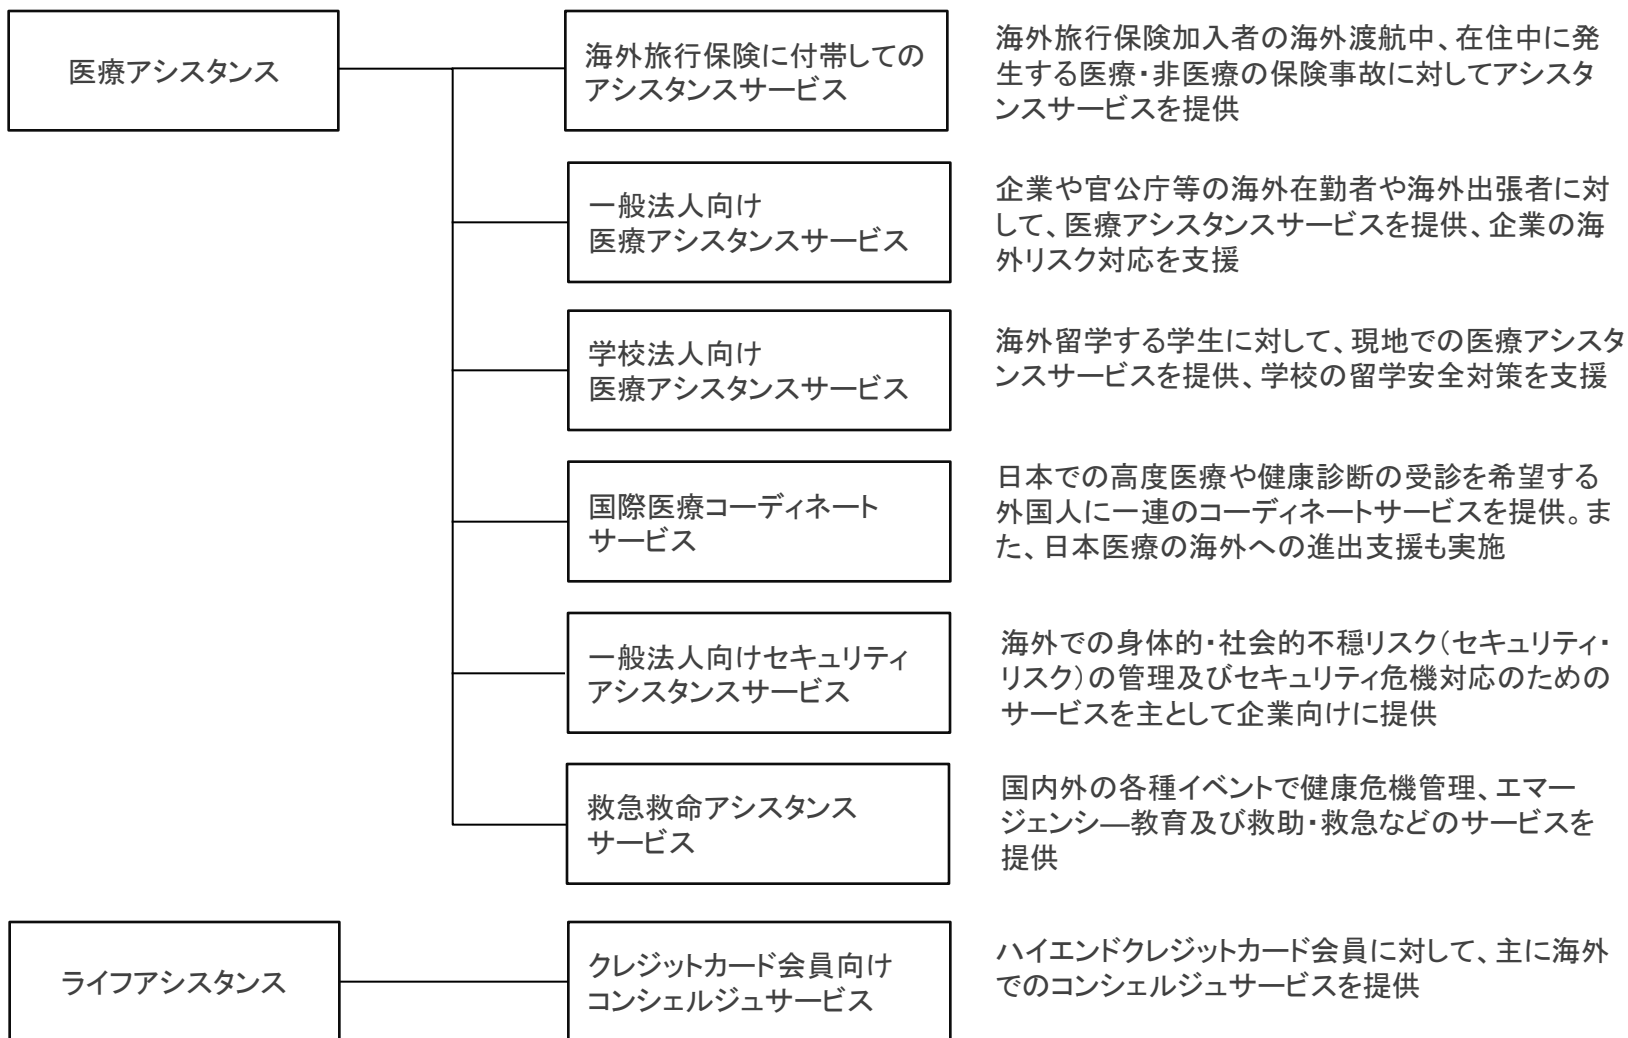 医療アシスタンス
海外旅行保険に付帯しての
アシスタンスサービス
海外旅行保険加入者の海外渡航中、在住中に発
生する医療・非医療の保険事故に対してアシスタ
ンスサービスを提供
一般法人向け
医療アシスタンスサービス
企業や官公庁等の海外在勤者や海外出張者に対
して、医療アシスタンスサービスを提供、企業の海
外リスク対応を支援
学校法人向け
医療アシスタンスサービス
海外留学する学生に対して、現地での医療アシスタ
ンスサービスを提供、学校の留学安全対策を支援
国際医療コーディネート
サービス
日本での高度医療や健康診断の受診を希望する
外国人に一連のコーディネートサービスを提供。ま
た、日本医療の海外への進出支援も実施
一般法人向けセキュリティ
アシスタンスサービス
海外での身体的・社会的不穏リスク（セキュリティ・
リスク）の管理及びセキュリティ危機対応のための
サービスを主として企業向けに提供
救急救命アシスタンス
サービス
国内外の各種イベントで健康危機管理、エマー
ジェンシ―教育及び救助・救急などのサービスを
提供
ライフアシスタンス
クレジットカード会員向け
コンシェルジュサービス
ハイエンドクレジットカード会員に対して、主に海外
でのコンシェルジュサービスを提供